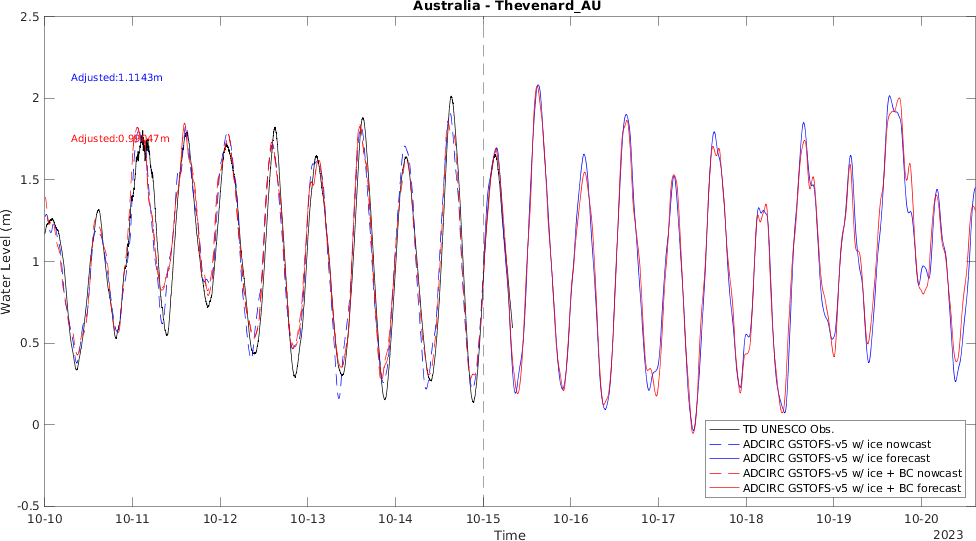 Australia - Thevenard_AU
2.5
2
1.5
1
0.5
0
-0.5
Water Level (m)
Adjusted:1.1143m
TD UNESCO Obs.
ADCIRC GSTOFS-v5 w/ ice nowcast
ADCIRC GSTOFS-v5 w/ ice forecast
ADCIRC GSTOFS-v5 w/ ice + BC nowcast
ADCIRC GSTOFS-v5 w/ ice + BC forecast
10-10 10-11 10-12 10-13 10-14 10-15 10-16 10-17 10-18 10-19 10-20
Time
2023